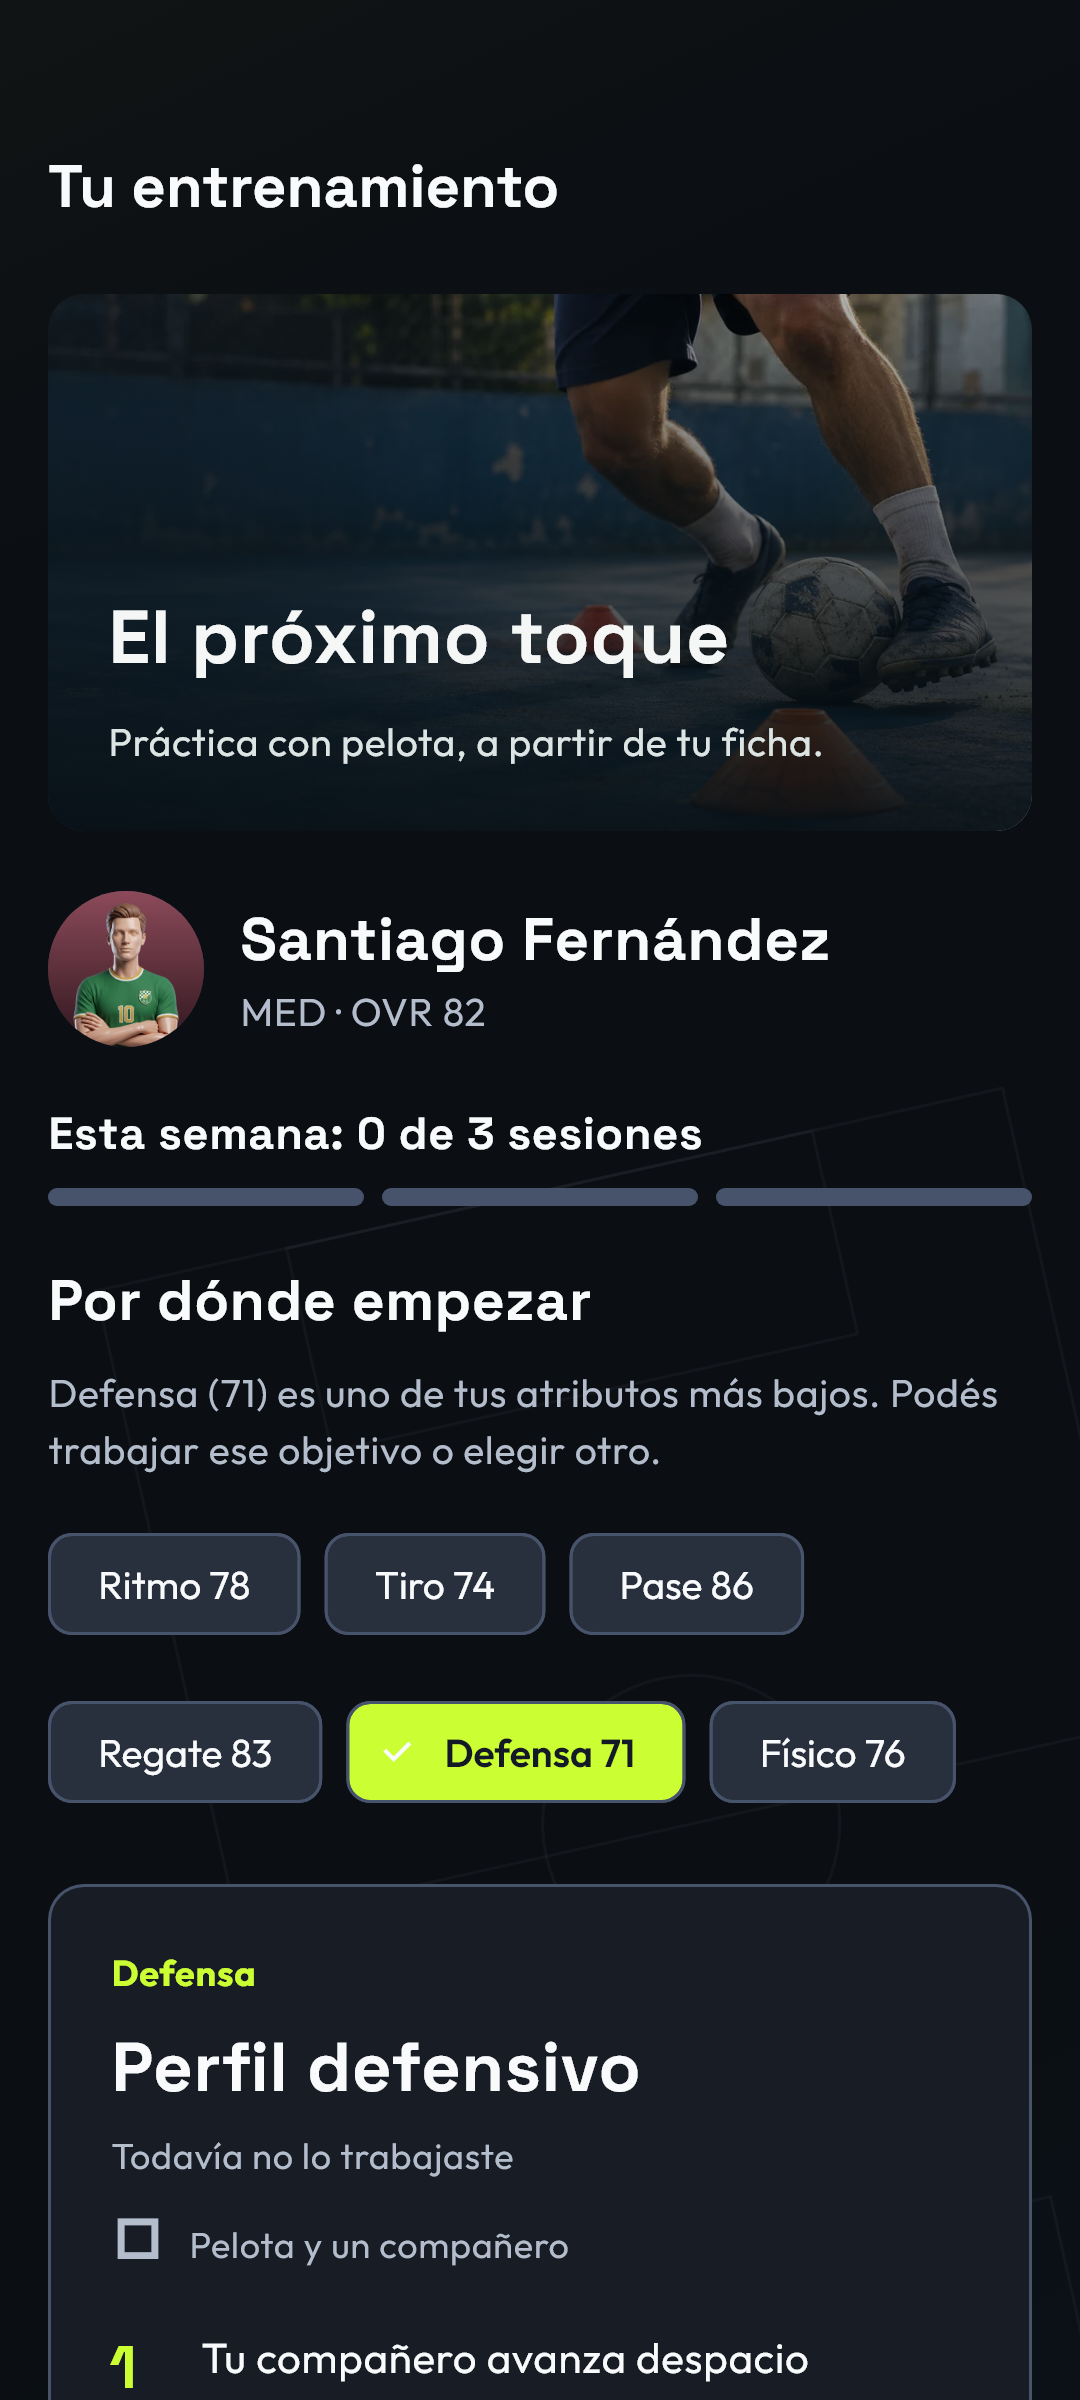 Tu entrenamiento
El próximo toque
Práctica con pelota, a partir de tu ficha.
10
Santiago Fernández
MED · OVR 82
Esta semana: 0 de 3 sesiones
Por dónde empezar
Defensa (71) es uno de tus atributos más bajos. Podés
trabajar ese objetivo o elegir otro.
Ritmo 78
Tiro 74
Pase 86
Regate 83
Defensa 71
Físico 76
Defensa
Perfil defensivo
Todavía no lo trabajaste
Pelota y un compañero
1 Tu compañero avanza despacio